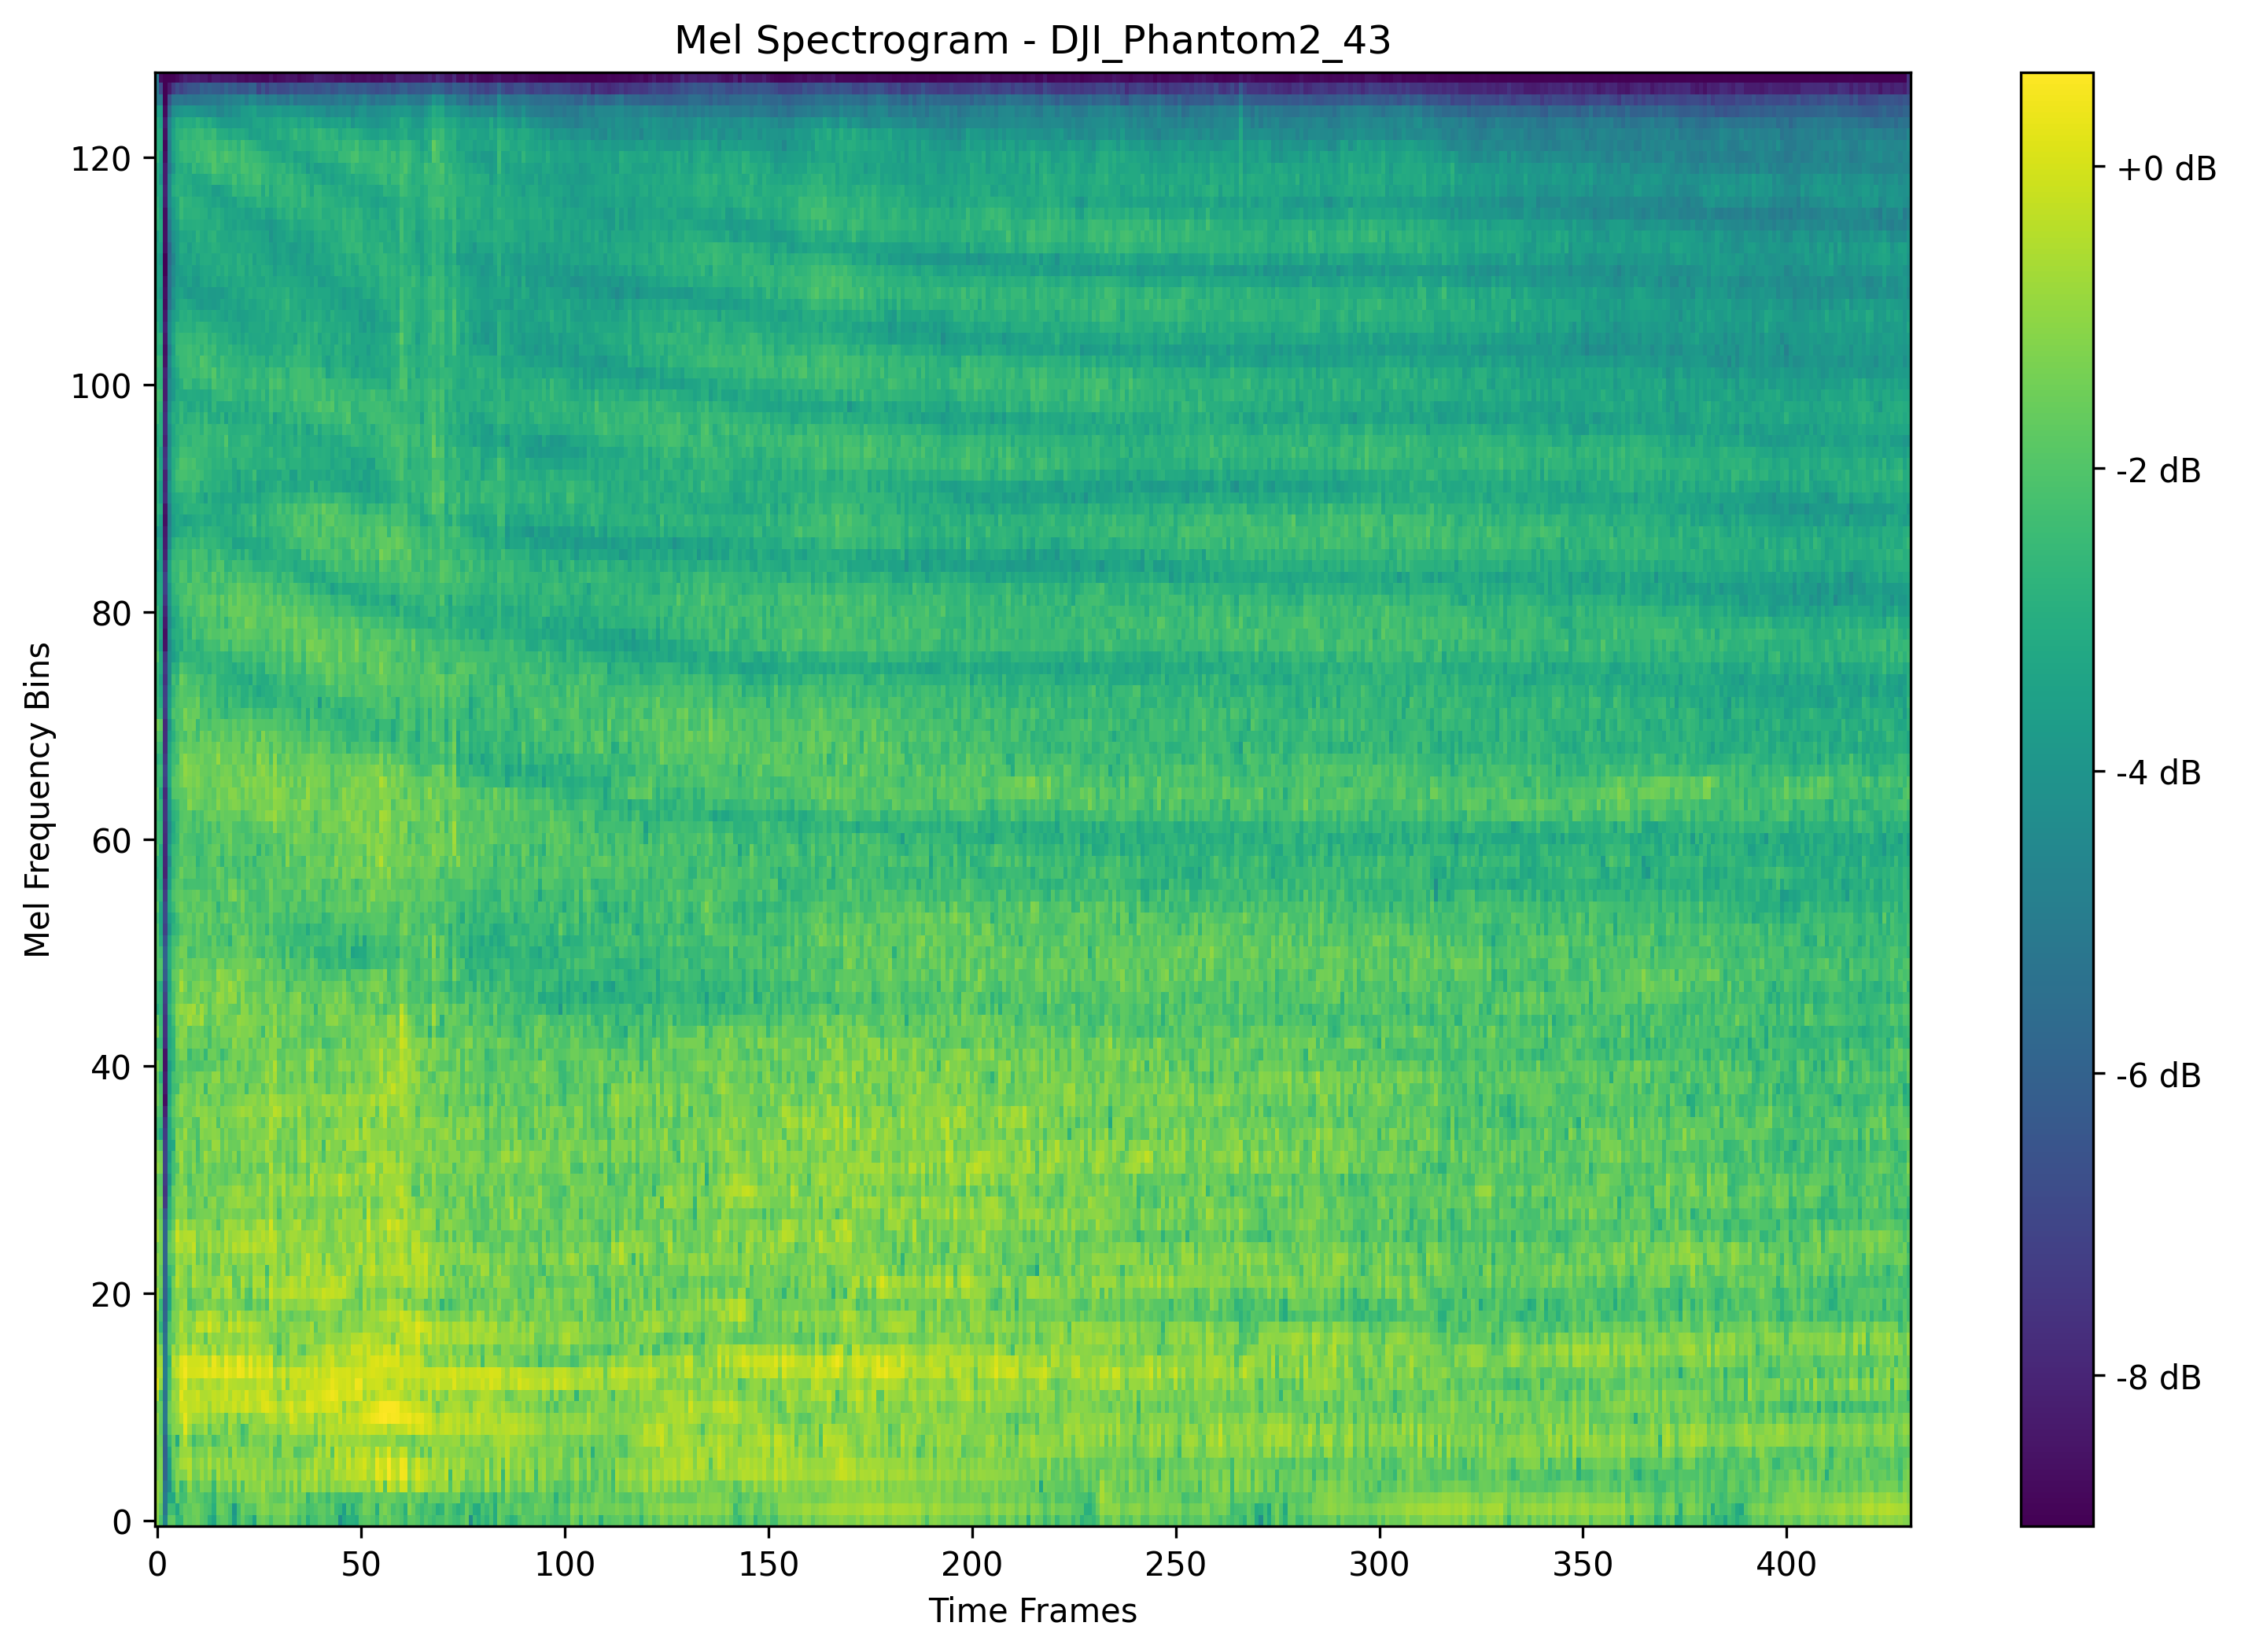 Mel Spectrogram - DJI_Phantom2_43
Mel Frequency Bins
120
100
80
60
40
20
0
0 50 100 150 200 250 300 350 400
Time Frames
+0 dB
-2 dB
-4 dB
-6 dB
-8 dB